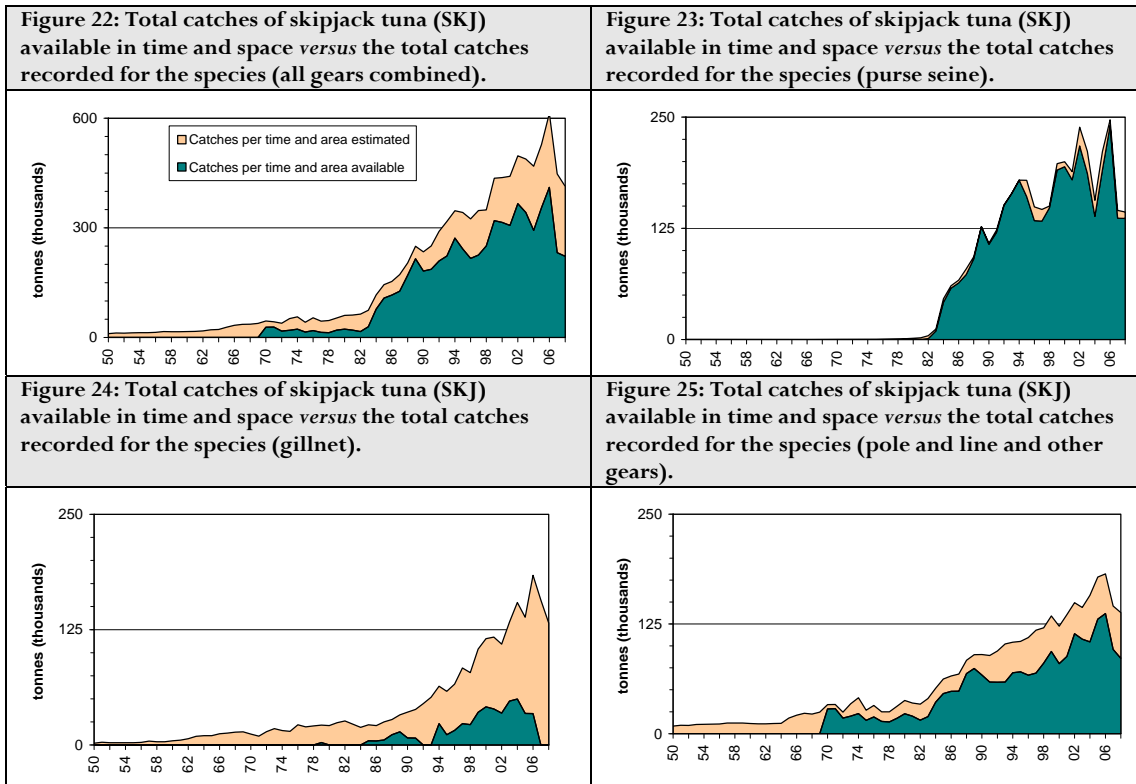 Figure 22: Total catches of skipjack tuna (SKJ)
available in time and space versus the total catches
recorded for the species (all gears combined).
Figure 23: Total catches of skipjack tuna (SKJ)
available in time and space versus the total catches
recorded for the species (purse seine).
600
300
0
tonnes (thousands)
Catches per time and area estimated
Catches per time and area available
50 54 58 62 66 70 74 78 82 86 90 94 98 02 06
250
125
0
tonnes (thousands)
50 54 58 62 66 70 74 78 82 86 90 94 98 02 06
Figure 24: Total catches of skipjack tuna (SKJ)
available in time and space versus the total catches
recorded for the species (gillnet).
Figure 25: Total catches of skipjack tuna (SKJ)
available in time and space versus the total catches
recorded for the species (pole and line and other
gears).
250
125
0
tonnes (thousands)
50 54 58 62 66 70 74 78 82 86 90 94 98 02 06
250
125
0
tonnes (thousands)
50 54 58 62 66 70 74 78 82 86 90 94 98 02 06